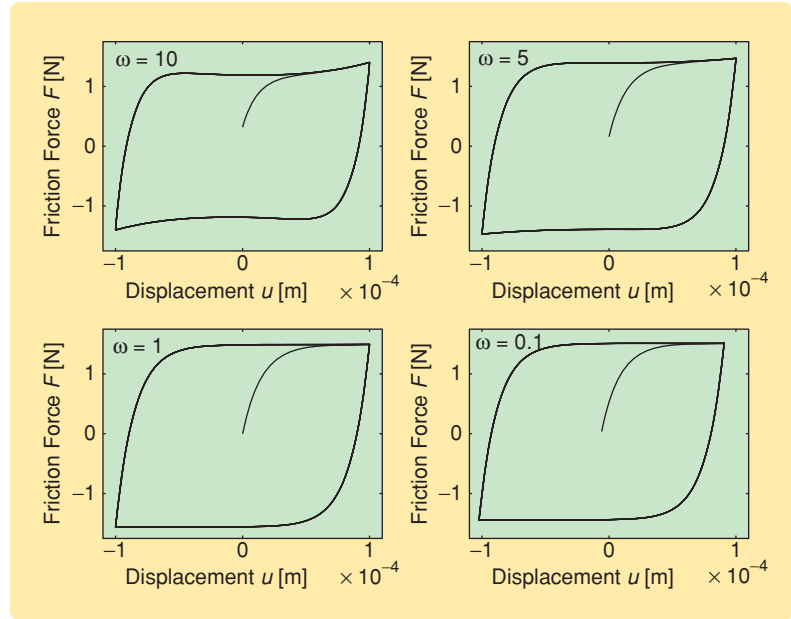 ω = 10
Friction Force F [N]
1
0
−1
−1
0
1
Displacement u [m]
× 10⁻⁴
ω = 5
Friction Force F [N]
1
0
−1
−1
0
1
Displacement u [m]
× 10⁻⁴
ω = 1
Friction Force F [N]
1
0
−1
−1
0
1
Displacement u [m]
× 10⁻⁴
ω = 0.1
Friction Force F [N]
1
0
−1
−1
0
1
Displacement u [m]
× 10⁻⁴